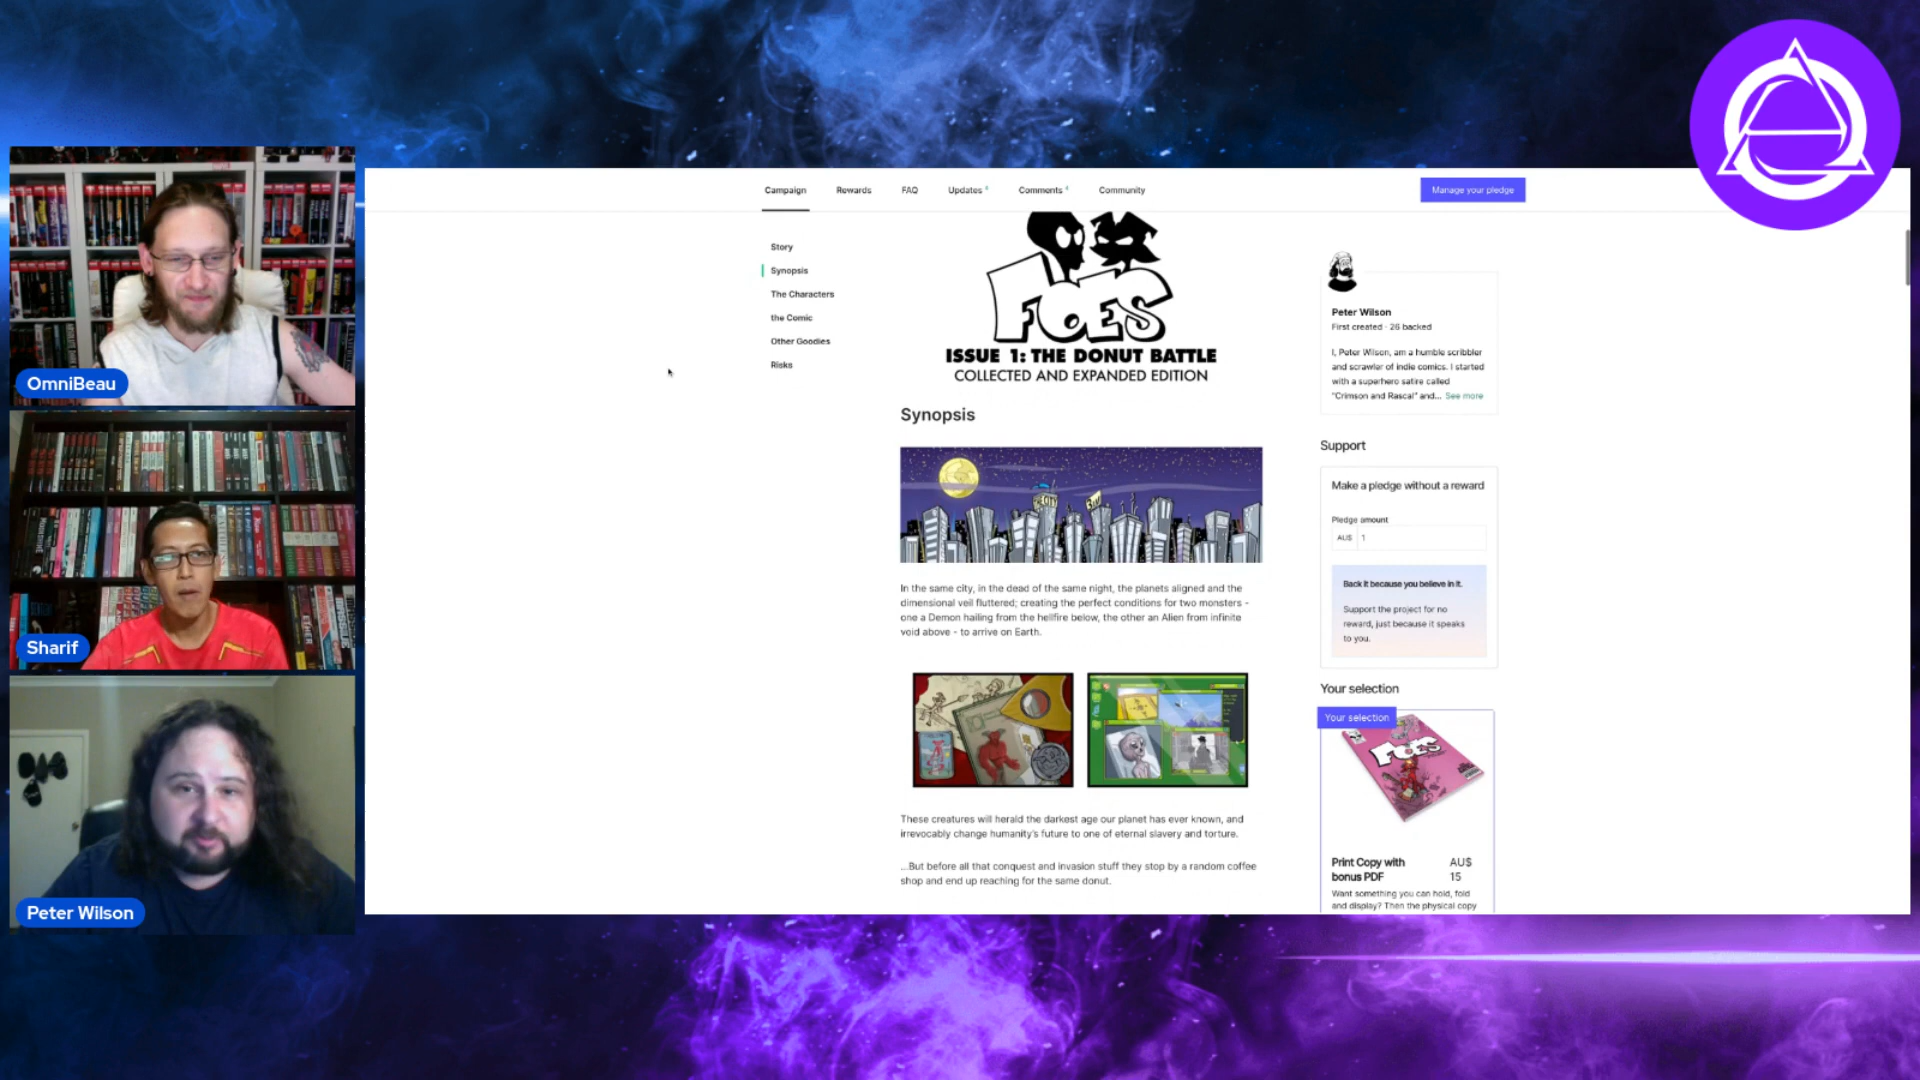 OmniBeau
Sharif
Peter Wilson
Campaign
Rewards
FAQ
Updates
Comments
Community
Manage your pledge
Story
Synopsis
The Characters
the Comic
Other Goodies
Risks
FOES
ISSUE 1: THE DONUT BATTLE
COLLECTED AND EXPANDED EDITION
Synopsis
THE CITY
In the same city, in the dead of the same night, the planets aligned and the
dimensional veil fluttered; creating the perfect conditions for two monsters -
one a Demon hailing from the hellfire below, the other an Alien from infinite
void above - to arrive on Earth.
These creatures will herald the darkest age our planet has ever known, and
irrevocably change humanity's future to one of eternal slavery and torture.
...But before all that conquest and invasion stuff they stop by a random coffee
shop and end up reaching for the same donut.
Peter Wilson
First created · 26 backed
I, Peter Wilson, am a humble scribbler
and scrawler of indie comics. I started
with a superhero satire called
"Crimson and Rascal" and... See more
Support
Make a pledge without a reward
Pledge amount
AU$ 1
Back it because you believe in it.
Support the project for no
reward, just because it speaks
to you.
Your selection
Your selection
FOES
Print Copy with
bonus PDF
AU$
15
Want something you can hold, fold
and display? Then the physical copy